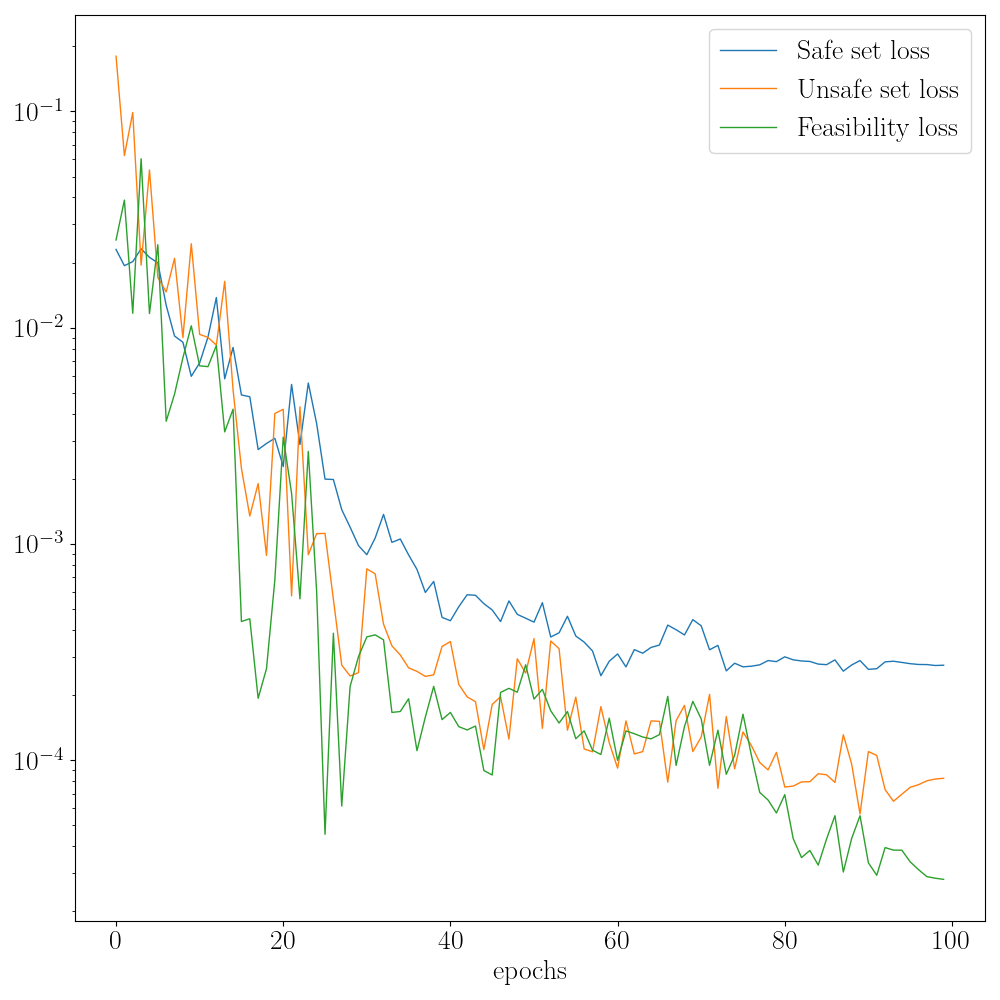 Safe set loss
Unsafe set loss
Feasibility loss
10⁻¹
10⁻²
10⁻³
10⁻⁴
0 20 40 60 80 100
epochs